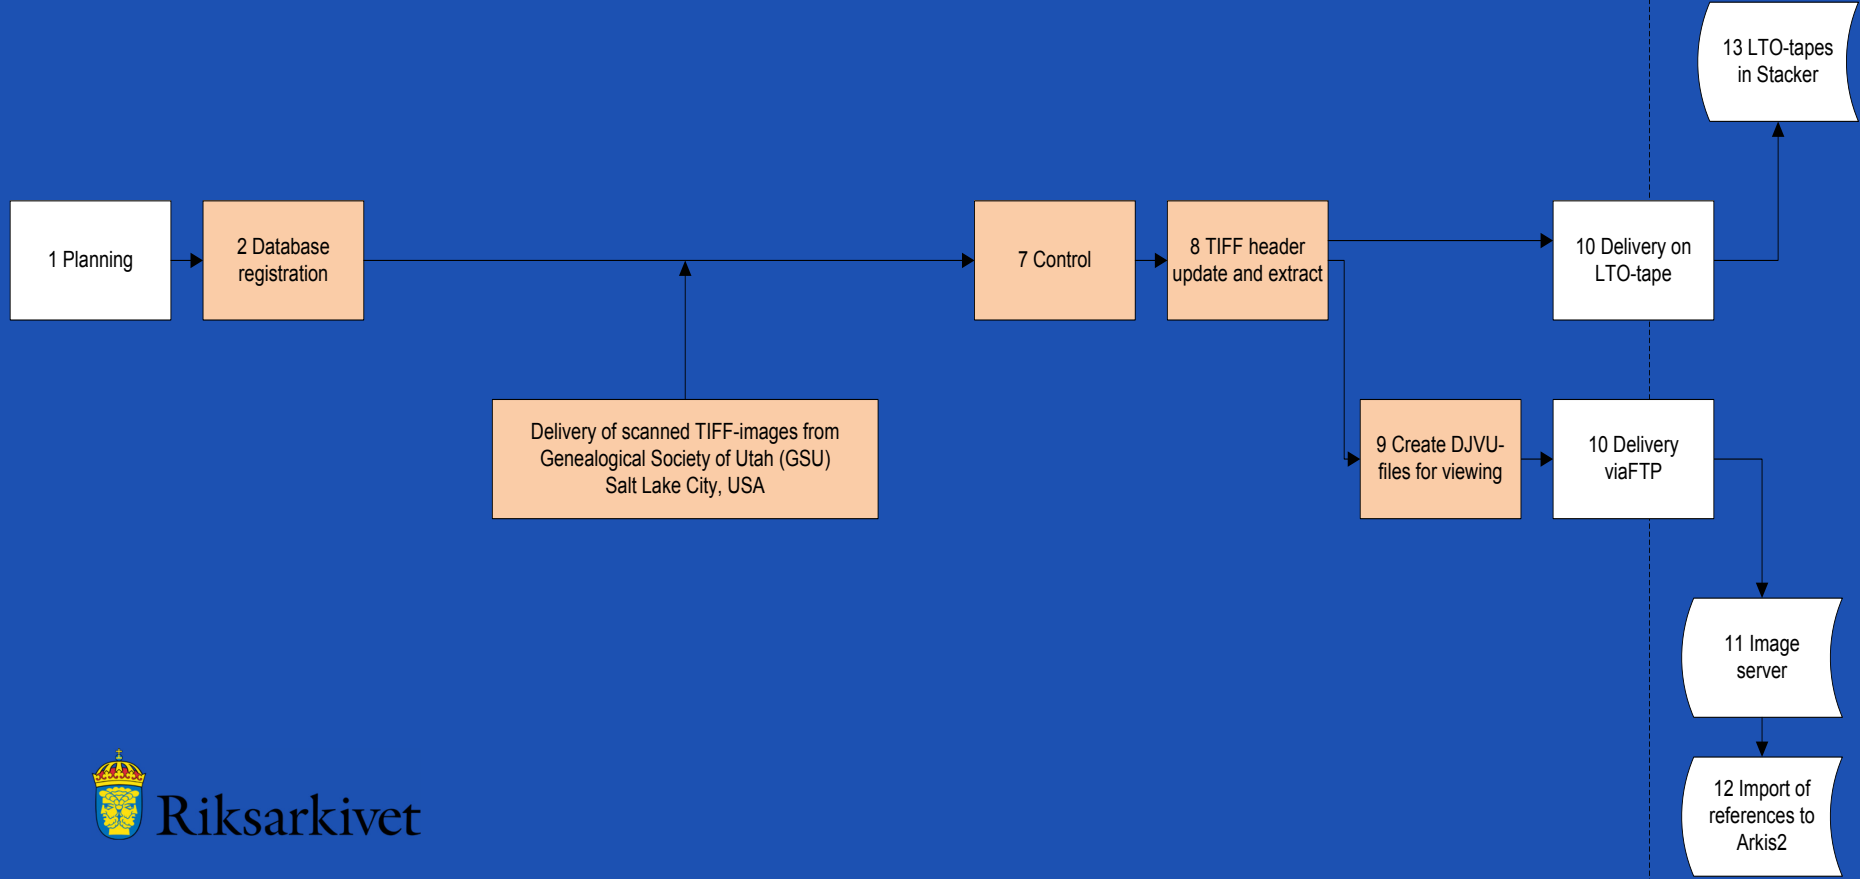 13 LTO-tapes
in Stacker
1 Planning
2 Database
registration
7 Control
8 TIFF header
update and extract
10 Delivery on
LTO-tape
Delivery of scanned TIFF-images from
Genealogical Society of Utah (GSU)
Salt Lake City, USA
9 Create DJVU-
files for viewing
10 Delivery
viaFTP
11 Image
server
12 Import of
references to
Arkis2
Riksarkivet